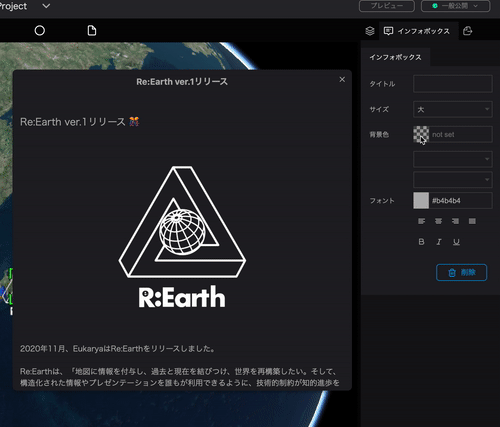 Project
プレビュー
一般公開
インフォボックス
インフォボックス
タイトル
サイズ
大
背景色
not set
フォント
#b4b4b4
B I U
削除
Re:Earth ver.1リリース
Re:Earth ver.1リリース 🎊
R:Earth
2020年11月、EukaryaはRe:Earthをリリースしました。
Re:Earthは、「地図に情報を付与し、過去と現在を結びつけ、世界を再構築したい。そして、
構造化された情報やプレゼンテーションを誰もが利用できるように、技術的制約が知的進歩を